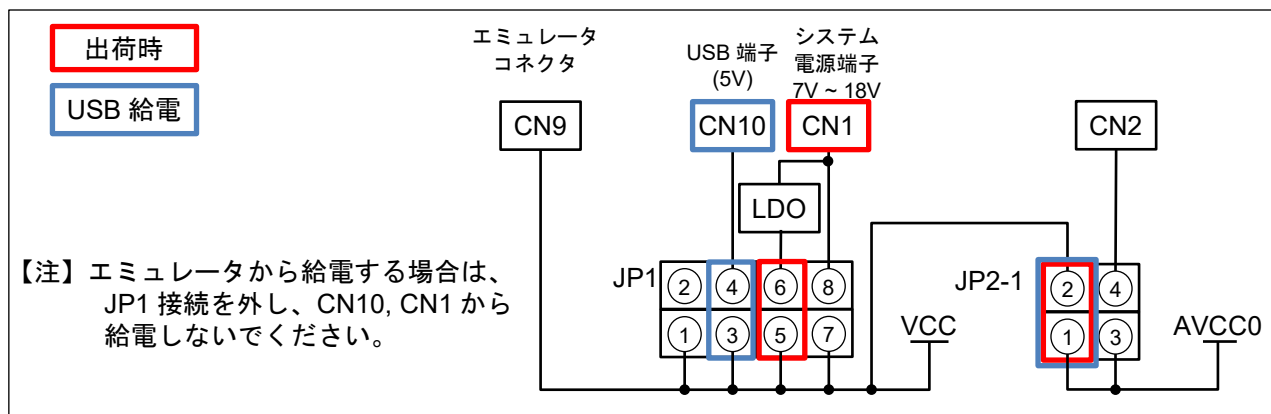 出荷時
USB 給電
エミュレータ
コネクタ
USB 端子
(5V)
システム
電源端子
7V ~ 18V
CN9
CN10
CN1
CN2
LDO
【注】エミュレータから給電する場合は、
JP1 接続を外し、CN10, CN1 から
給電しないでください。
JP1
2
4
6
8
1
3
5
7
VCC
JP2-1
2
4
1
3
AVCC0